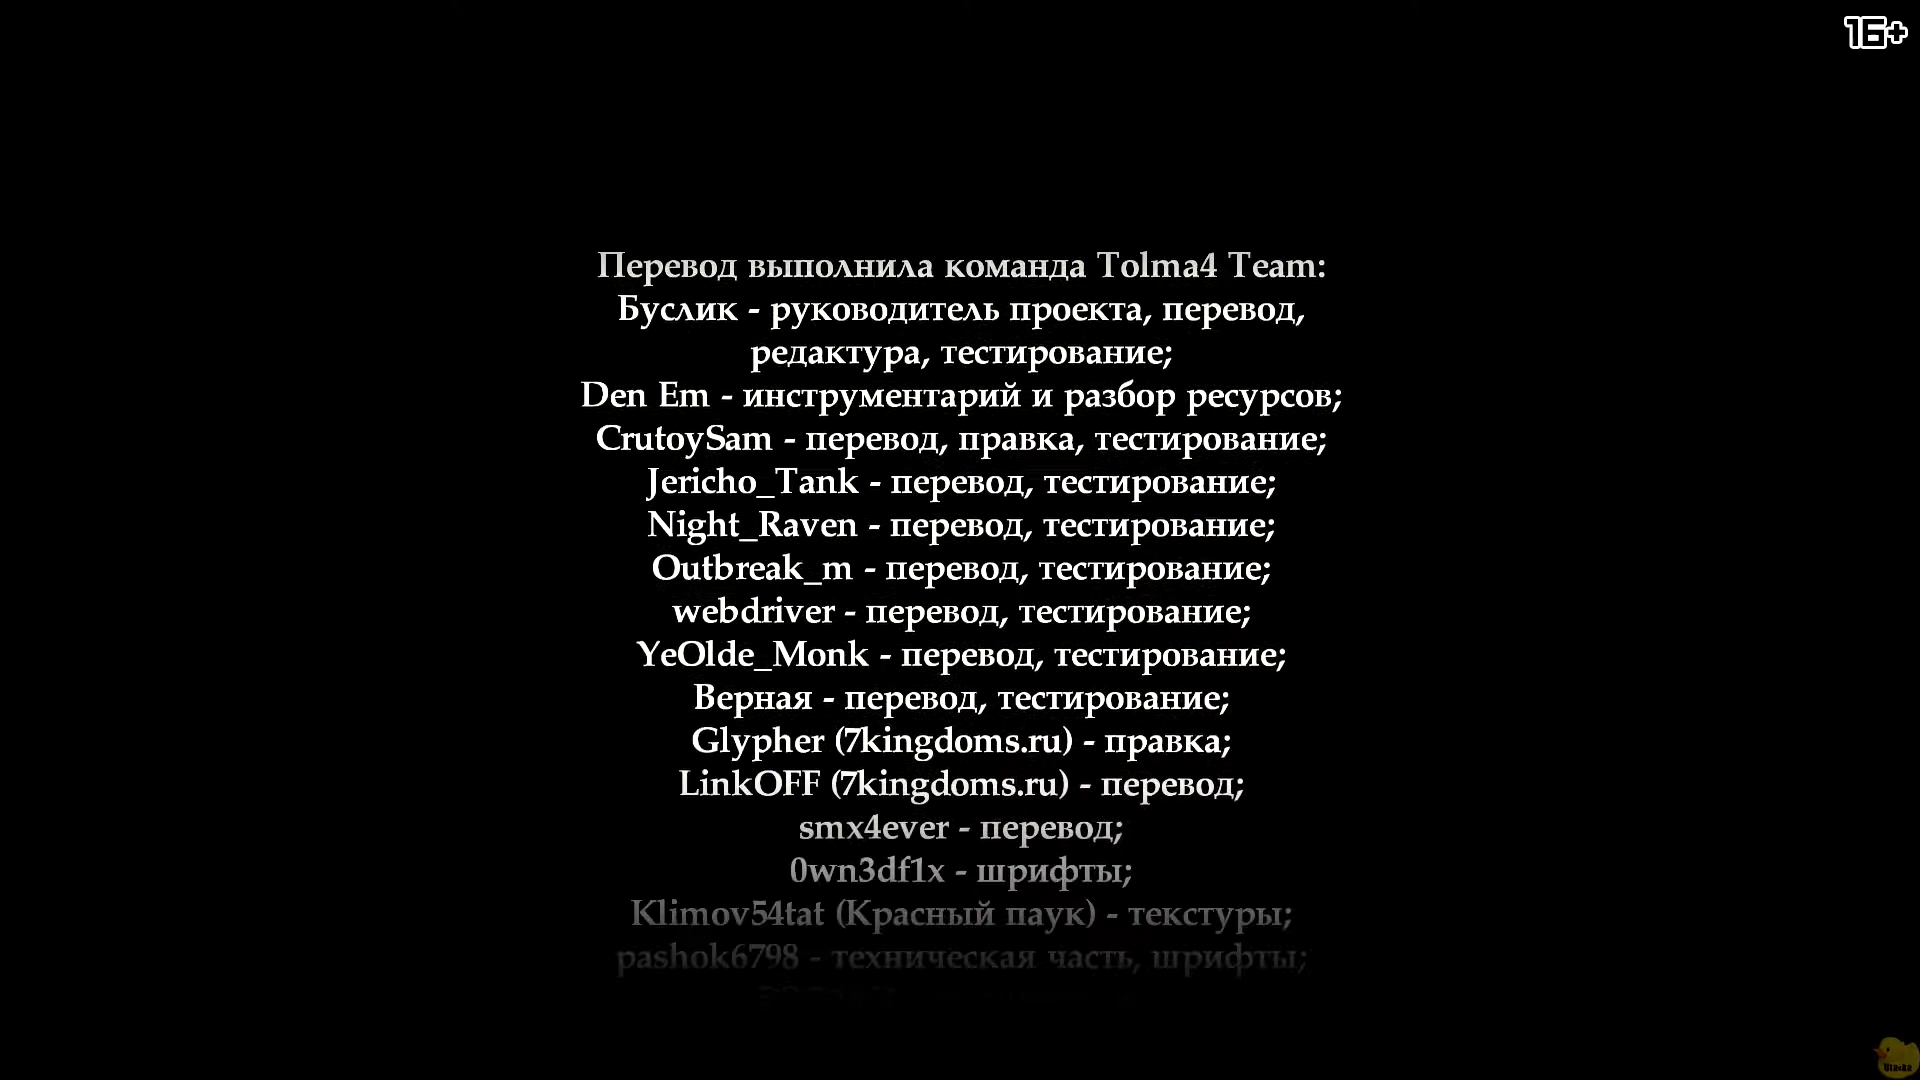 16+
Перевод выполнила команда Tolma4 Team:
Буслик - руководитель проекта, перевод,
редактура, тестирование;
Den Em - инструментарий и разбор ресурсов;
CrutoySam - перевод, правка, тестирование;
Jericho_Tank - перевод, тестирование;
Night_Raven - перевод, тестирование;
Outbreak_m - перевод, тестирование;
webdriver - перевод, тестирование;
YeOlde_Monk - перевод, тестирование;
Верная - перевод, тестирование;
Glypher (7kingdoms.ru) - правка;
LinkOFF (7kingdoms.ru) - перевод;
smx4ever - перевод;
0wn3df1x - шрифты;
Klimov54tat (Красный паук) - текстуры;
pashok6798 - техническая часть, шрифты;